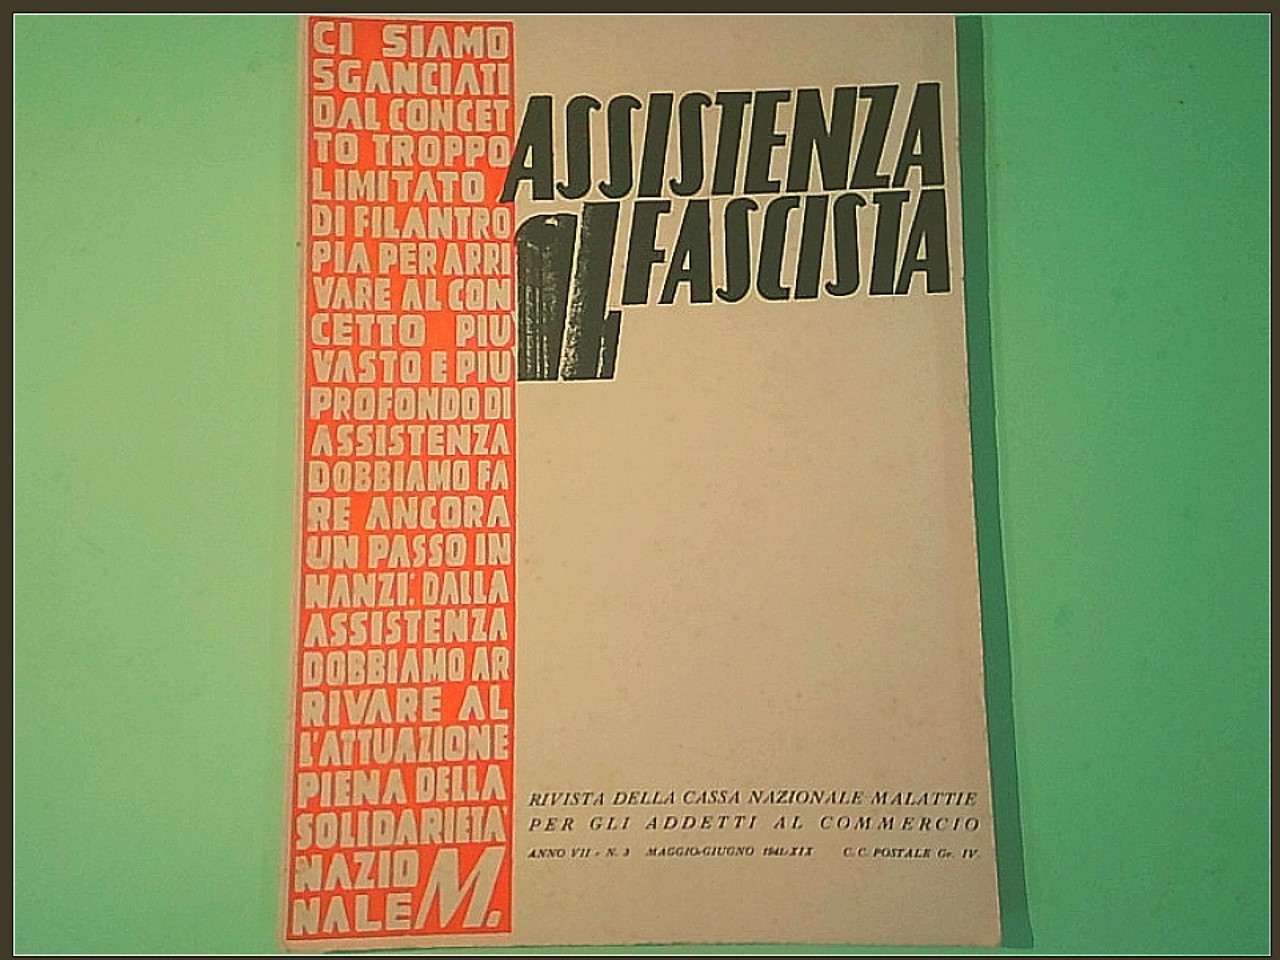 CI SIAMO
SGANCIATI
DAL CONCET
TO TROPPO
LIMITATO
DI FILANTRO
PIA PER ARRI
VARE AL CON
CETTO PIU
VASTO E PIU
PROFONDO DI
ASSISTENZA
DOBBIAMO FA
RE ANCORA
UN PASSO IN
NANZI: DALLA
ASSISTENZA
DOBBIAMO AR
RIVARE AL
L'ATTUAZIONE
PIENA DELLA
SOLIDARIETA'
NAZIO
NALE M.
ASSISTENZA
FASCISTA
RIVISTA DELLA CASSA NAZIONALE MALATTIE
PER GLI ADDETTI AL COMMERCIO
ANNO VII - N. 3 MAGGIO-GIUGNO 1941-XIX C. C. POSTALE Gr. IV.